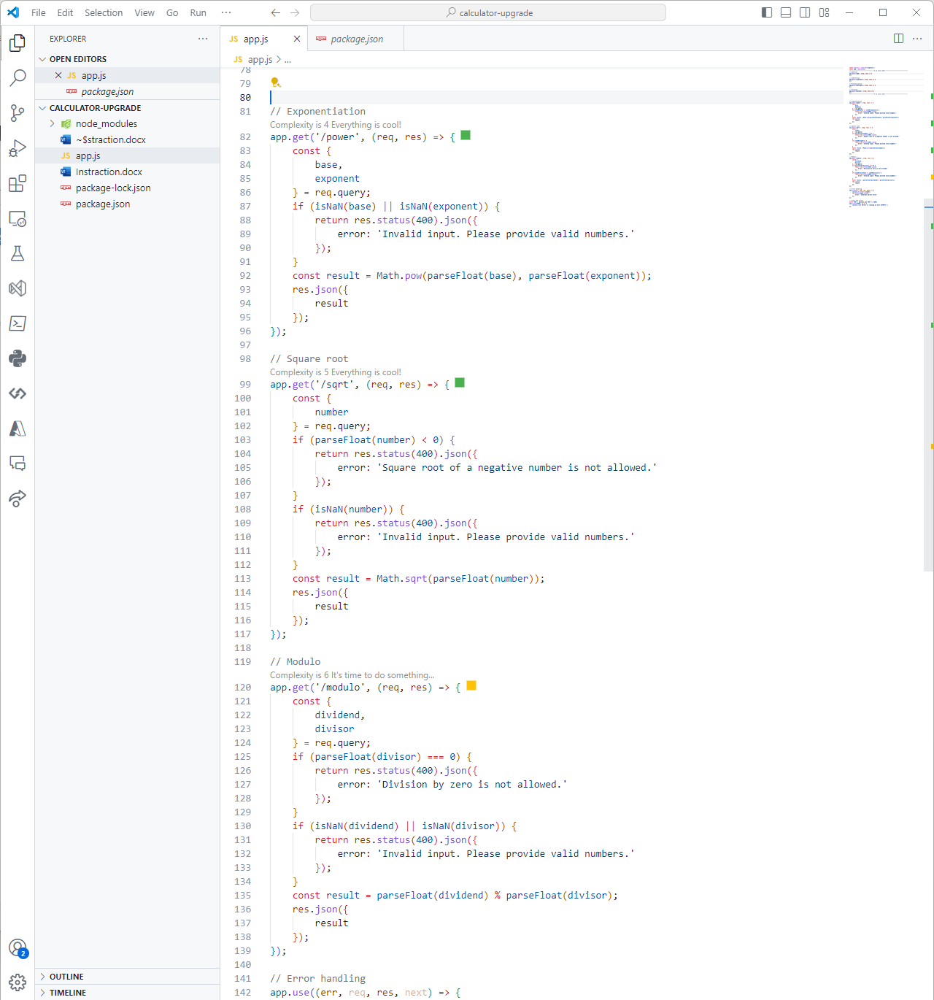 File Edit Selection View Go Run ··· calculator-upgrade
EXPLORER ···
OPEN EDITORS
JS app.js
package.json
CALCULATOR-UPGRADE
node_modules
~$straction.docx
JS app.js
Instraction.docx
package-lock.json
package.json
OUTLINE
TIMELINE
2
JS app.js package.json
JS app.js > ...
78
79
80
81 // Exponentiation
Complexity is 4 Everything is cool!
82 app.get('/power', (req, res) => {
83 const {
84 base,
85 exponent
86 } = req.query;
87 if (isNaN(base) || isNaN(exponent)) {
88 return res.status(400).json({
89 error: 'Invalid input. Please provide valid numbers.'
90 });
91 }
92 const result = Math.pow(parseFloat(base), parseFloat(exponent));
93 res.json({
94 result
95 });
96 });
97
98 // Square root
Complexity is 5 Everything is cool!
99 app.get('/sqrt', (req, res) => {
100 const {
101 number
102 } = req.query;
103 if (parseFloat(number) < 0) {
104 return res.status(400).json({
105 error: 'Square root of a negative number is not allowed.'
106 });
107 }
108 if (isNaN(number)) {
109 return res.status(400).json({
110 error: 'Invalid input. Please provide valid numbers.'
111 });
112 }
113 const result = Math.sqrt(parseFloat(number));
114 res.json({
115 result
116 });
117 });
118
119 // Modulo
Complexity is 6 It's time to do something...
120 app.get('/modulo', (req, res) => {
121 const {
122 dividend,
123 divisor
124 } = req.query;
125 if (parseFloat(divisor) === 0) {
126 return res.status(400).json({
127 error: 'Division by zero is not allowed.'
128 });
129 }
130 if (isNaN(dividend) || isNaN(divisor)) {
131 return res.status(400).json({
132 error: 'Invalid input. Please provide valid numbers.'
133 });
134 }
135 const result = parseFloat(dividend) % parseFloat(divisor);
136 res.json({
137 result
138 });
139 });
140
141 // Error handling
142 app.use((err, req, res, next) => {